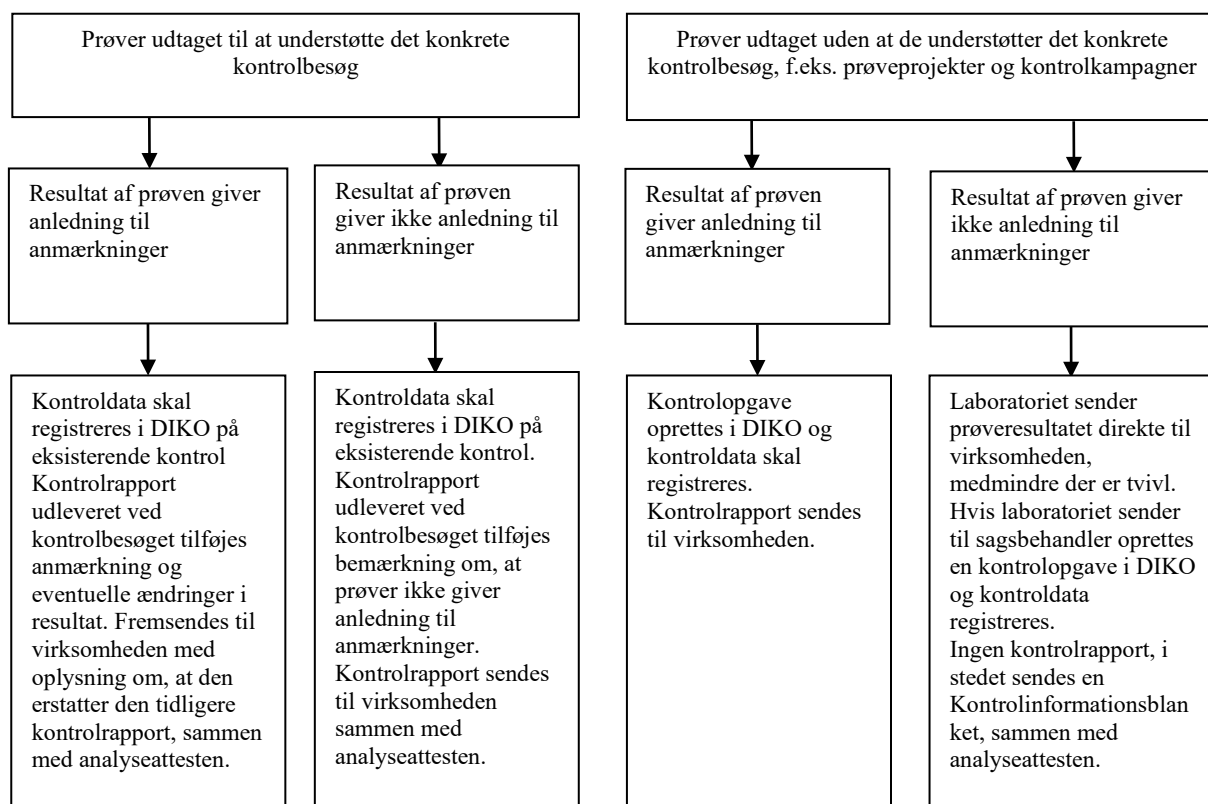 Prøver udtaget til at understøtte det konkrete
kontrolbesøg
Prøver udtaget uden at de understøtter det konkrete
kontrolbesøg, f.eks. prøveprojekter og kontrolkampagner
Resultat af prøven giver
anledning til
anmærkninger
Resultat af prøven
giver ikke anledning til
anmærkninger
Resultat af prøven
giver anledning til
anmærkninger
Resultat af prøven giver
ikke anledning til
anmærkninger
Kontroldata skal
registreres i DIKO på
eksisterende kontrol
Kontrolrapport
udleveret ved
kontrolbesøget tilføjes
anmærkning og
eventuelle ændringer i
resultat. Fremsendes til
virksomheden med
oplysning om, at den
erstatter den tidligere
kontrolrapport, sammen
med analyseattesten.
Kontroldata skal
registreres i DIKO på
eksisterende kontrol.
Kontrolrapport
udleveret ved
kontrolbesøget tilføjes
bemærkning om, at
prøver ikke giver
anledning til
anmærkninger.
Kontrolrapport sendes
til virksomheden
sammen med
analyseattesten.
Kontrolopgave
oprettes i DIKO og
kontroldata skal
registreres.
Kontrolrapport sendes
til virksomheden.
Laboratoriet sender
prøveresultatet direkte til
virksomheden,
medmindre der er tvivl.
Hvis laboratoriet sender
til sagsbehandler oprettes
en kontrolopgave i DIKO
og kontroldata
registreres.
Ingen kontrolrapport, i
stedet sendes en
Kontrolinformationsblan
ket, sammen med
analyseattesten.